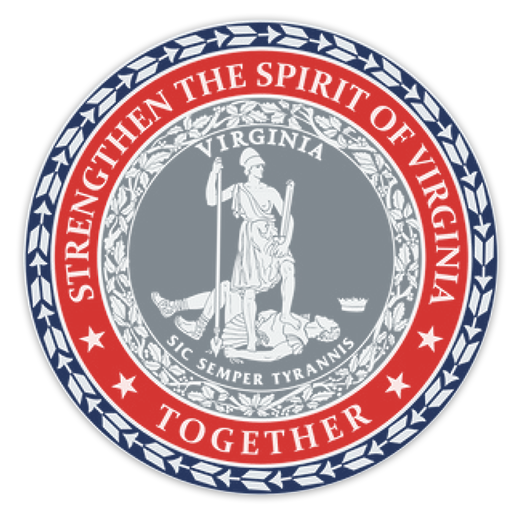 STRENGTHEN THE SPIRIT OF VIRGINIA
VIRGINIA
SIC SEMPER TYRANNIS
TOGETHER